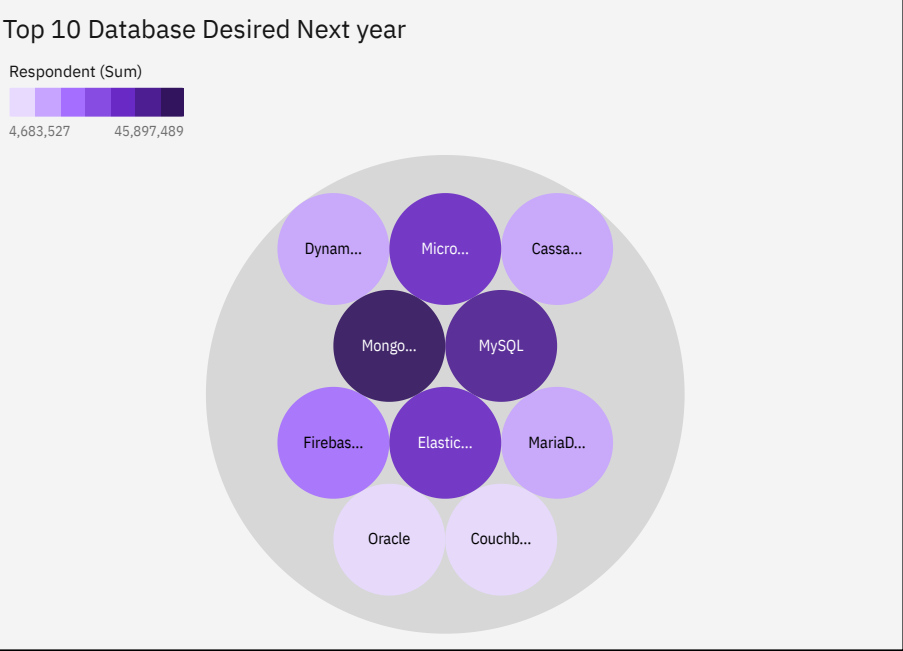 Top 10 Database Desired Next year
Respondent (Sum)
4,683,527 45,897,489
Dynam... Micro... Cassa...
Mongo... MySQL
Firebas... Elastic... MariaD...
Oracle Couchb...